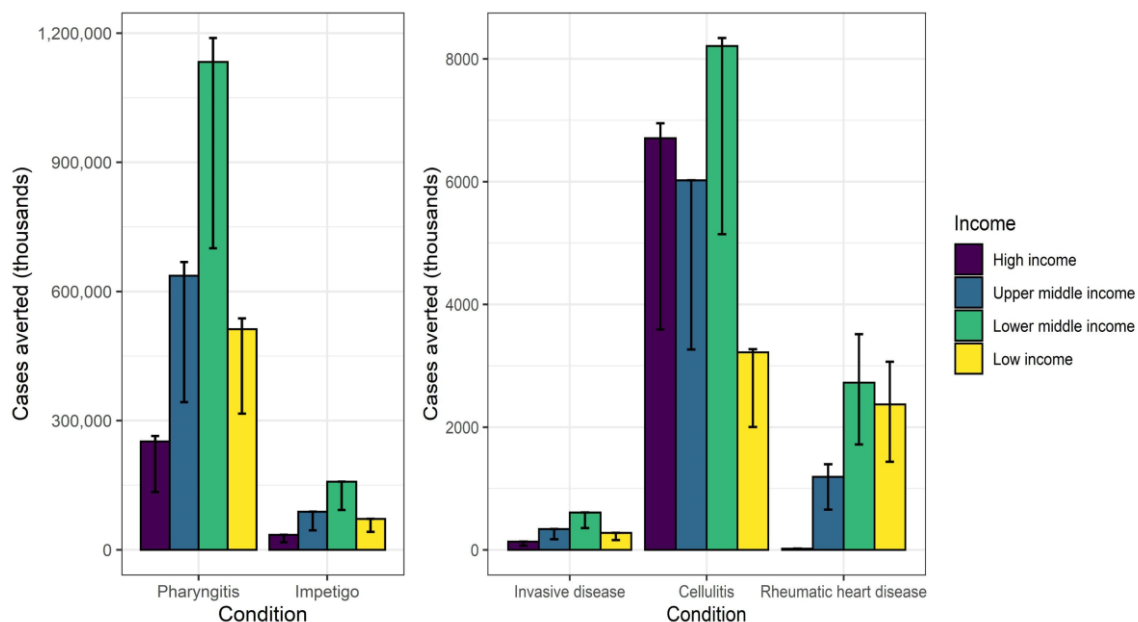 Cases averted (thousands)
1,200,000
900,000
600,000
300,000
0
Pharyngitis Impetigo
Condition
Cases averted (thousands)
8000
6000
4000
2000
0
Invasive disease Cellulitis Rheumatic heart disease
Condition
Income
High income
Upper middle income
Lower middle income
Low income